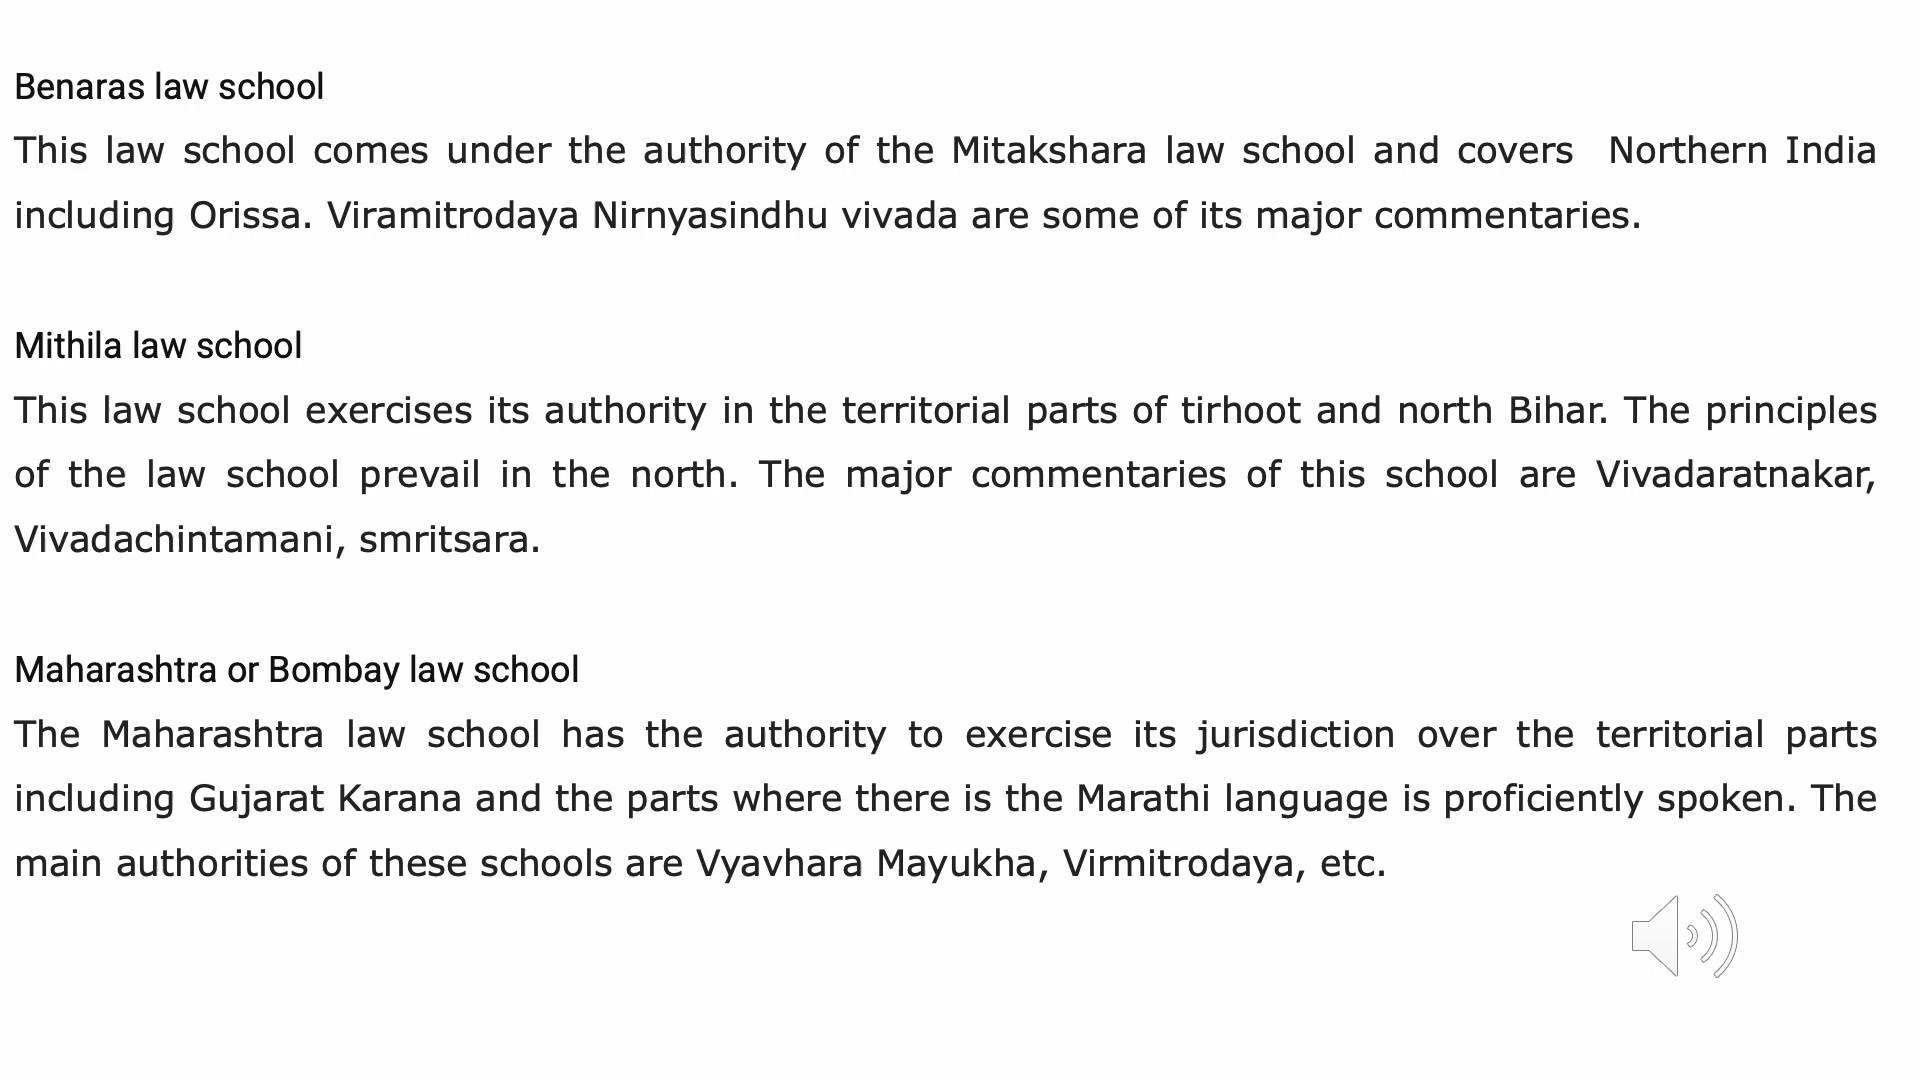 Benaras law school
This law school comes under the authority of the Mitakshara law school and covers Northern India
including Orissa. Viramitrodaya Nirnyasindhu vivada are some of its major commentaries.
Mithila law school
This law school exercises its authority in the territorial parts of tirhoot and north Bihar. The principles
of the law school prevail in the north. The major commentaries of this school are Vivadaratnakar,
Vivadachintamani, smritsara.
Maharashtra or Bombay law school
The Maharashtra law school has the authority to exercise its jurisdiction over the territorial parts
including Gujarat Karana and the parts where there is the Marathi language is proficiently spoken. The
main authorities of these schools are Vyavhara Mayukha, Virmitrodaya, etc.